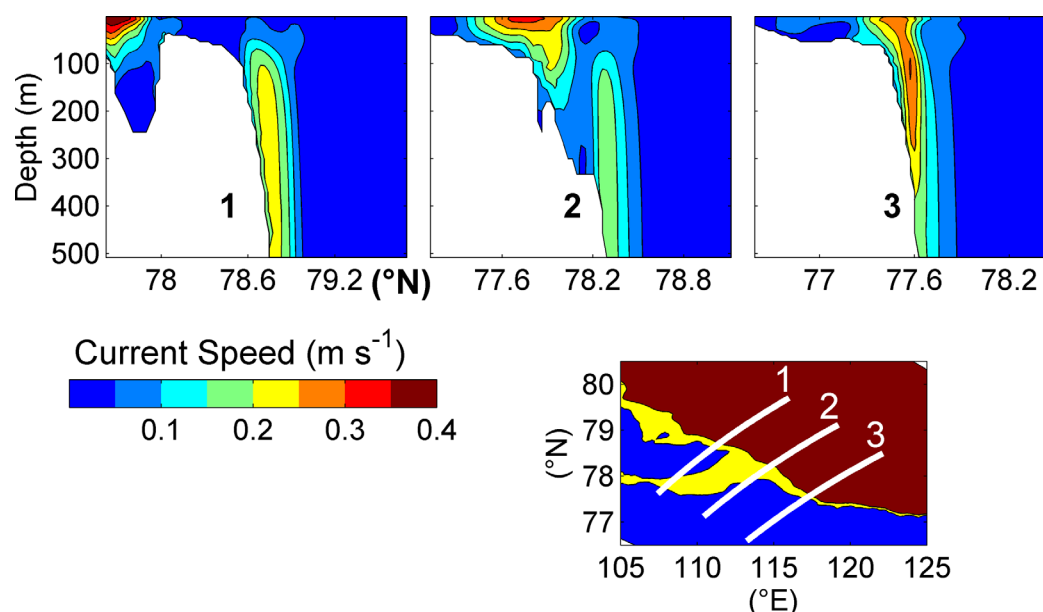 Depth (m)
100
200
300
400
500
1
2
3
78 78.6 79.2 (°N)
77.6 78.2 78.8
77 77.6 78.2
Current Speed (m s⁻¹)
0.1 0.2 0.3 0.4
(°N)
80
79
78
77
1
2
3
105 110 115 120 125
(°E)